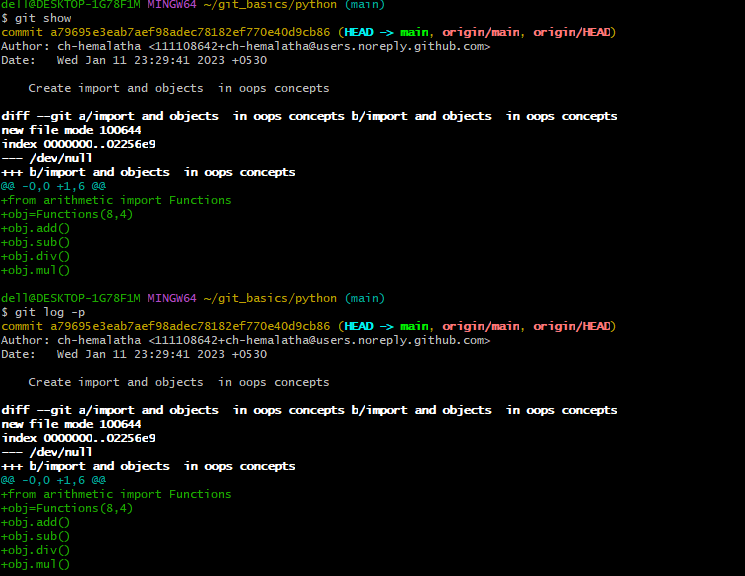 dell@DESKTOP-1G78F1M MINGW64 ~/git_basics/python (main)
$ git show
commit a79695e3eab7aef98adec78182ef770e40d9cb86 (HEAD -> main, origin/main, origin/HEAD)
Author: ch-hemalatha <111108642+ch-hemalatha@users.noreply.github.com>
Date:   Wed Jan 11 23:29:41 2023 +0530

    Create import and objects  in oops concepts

diff --git a/import and objects  in oops concepts b/import and objects  in oops concepts
new file mode 100644
index 0000000..02256e9
--- /dev/null
+++ b/import and objects  in oops concepts
@@ -0,0 +1,6 @@
+from arithmetic import Functions
+obj=Functions(8,4)
+obj.add()
+obj.sub()
+obj.div()
+obj.mul()

dell@DESKTOP-1G78F1M MINGW64 ~/git_basics/python (main)
$ git log -p
commit a79695e3eab7aef98adec78182ef770e40d9cb86 (HEAD -> main, origin/main, origin/HEAD)
Author: ch-hemalatha <111108642+ch-hemalatha@users.noreply.github.com>
Date:   Wed Jan 11 23:29:41 2023 +0530

    Create import and objects  in oops concepts

diff --git a/import and objects  in oops concepts b/import and objects  in oops concepts
new file mode 100644
index 0000000..02256e9
--- /dev/null
+++ b/import and objects  in oops concepts
@@ -0,0 +1,6 @@
+from arithmetic import Functions
+obj=Functions(8,4)
+obj.add()
+obj.sub()
+obj.div()
+obj.mul()